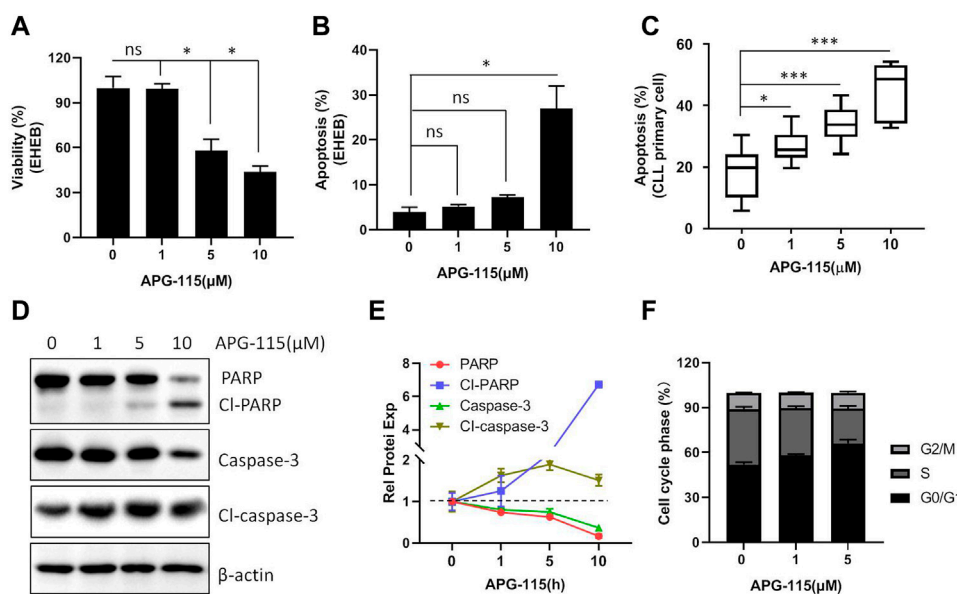 A
Viability (%)
(EHEB)
120
90
60
30
0
ns
*
*
0 1 5 10
APG-115(μM)
B
Apoptosis (%)
(EHEB)
40
30
20
10
0
*
ns
ns
0 1 5 10
APG-115(μM)
C
Apoptosis (%)
(CLL primary cell)
60
40
20
0
***
***
*
0 1 5 10
APG-115(μM)
D
0 1 5 10 APG-115(μM)
PARP
Cl-PARP
Caspase-3
Cl-caspase-3
β-actin
E
Rel Protei Exp
8
6
4
2
2
1
0
PARP
Cl-PARP
Caspase-3
Cl-caspase-3
0 1 5 10
APG-115(h)
F
Cell cycle phase (%)
120
90
60
30
0
G2/M
S
G0/G1
0 1 5
APG-115(μM)